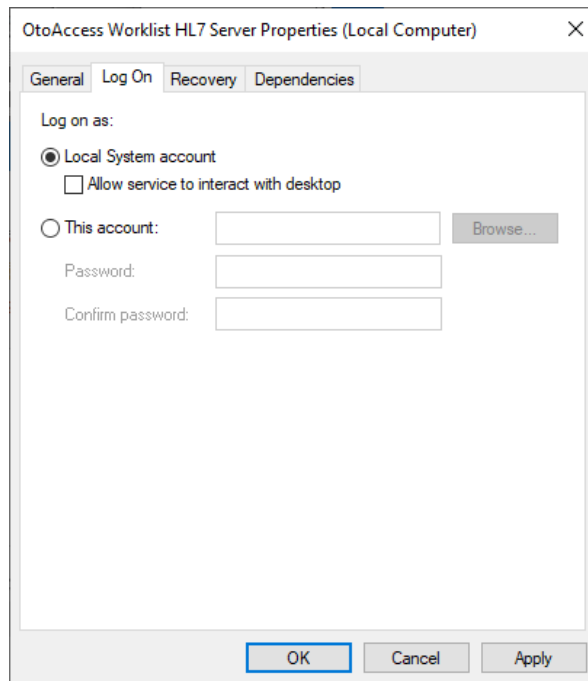 OtoAccess Worklist HL7 Server Properties (Local Computer)
General Log On Recovery Dependencies
Log on as:
Local System account
Allow service to interact with desktop
This account:
Browse...
Password:
Confirm password:
OK Cancel Apply